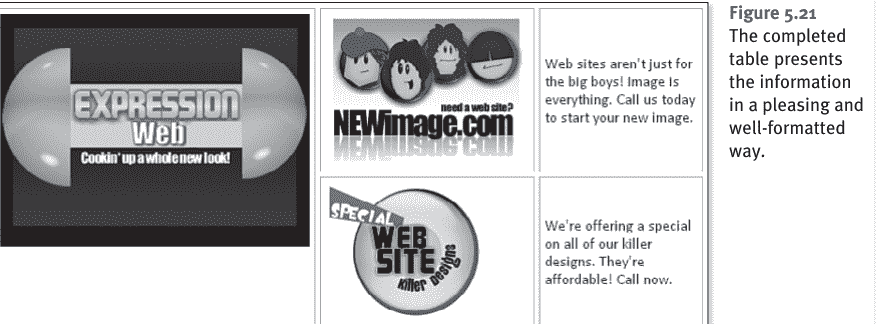 EXPRESSION
Web
Cookin' up a whole new look!
need a web site?
NEWimage.com
Web sites aren't just for
the big boys! Image is
everything. Call us today
to start your new image.
SPECIAL
WEB
SITE
killer Designs
We're offering a special
on all of our killer
designs. They're
affordable! Call now.
Figure 5.21
The completed
table presents
the information
in a pleasing and
well-formatted
way.